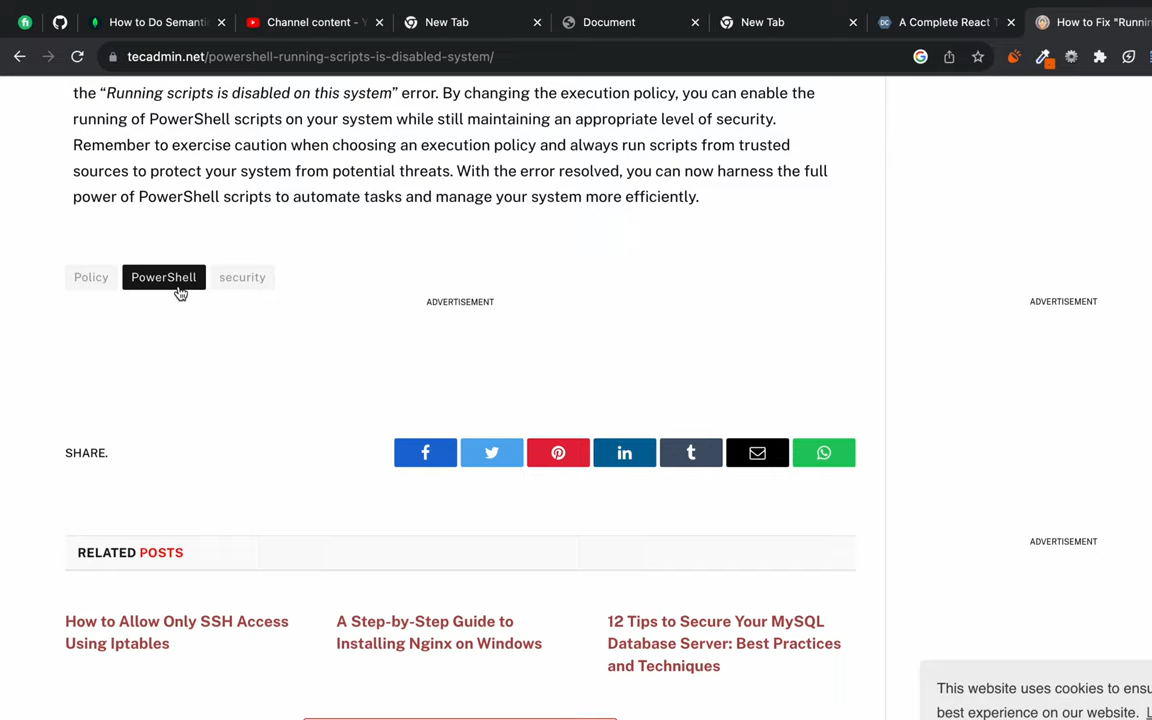 How to Do Semanti
Channel content - Y
New Tab
Document
New Tab
A Complete React T
How to Fix "Runnin
tecadmin.net/powershell-running-scripts-is-disabled-system/
the “Running scripts is disabled on this system” error. By changing the execution policy, you can enable the
running of PowerShell scripts on your system while still maintaining an appropriate level of security.
Remember to exercise caution when choosing an execution policy and always run scripts from trusted
sources to protect your system from potential threats. With the error resolved, you can now harness the full
power of PowerShell scripts to automate tasks and manage your system more efficiently.
Policy
PowerShell
security
ADVERTISEMENT
ADVERTISEMENT
SHARE.
ADVERTISEMENT
RELATED POSTS
How to Allow Only SSH Access
Using Iptables
A Step-by-Step Guide to
Installing Nginx on Windows
12 Tips to Secure Your MySQL
Database Server: Best Practices
and Techniques
This website uses cookies to ensu
best experience on our website. L